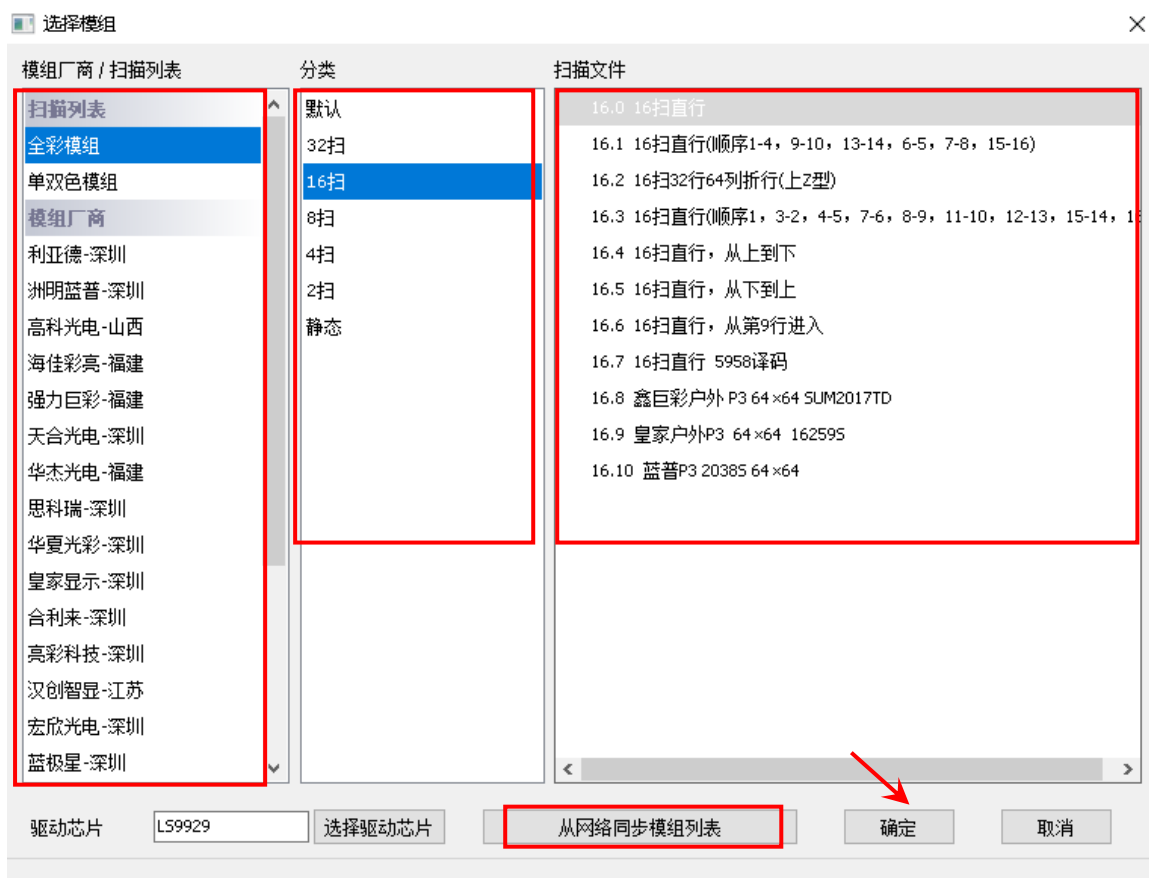 选择模组
模组厂商 / 扫描列表
扫描列表
全彩模组
单双色模组
模组厂商
利亚德-深圳
洲明蓝普-深圳
高科光电-山西
海佳彩亮-福建
强力巨彩-福建
天合光电-深圳
华杰光电-福建
思科瑞-深圳
华夏光彩-深圳
皇家显示-深圳
合利来-深圳
亮彩科技-深圳
汉创智显-江苏
宏欣光电-深圳
蓝极星-深圳
分类
默认
32扫
16扫
8扫
4扫
2扫
静态
扫描文件
16.0 16扫直行
16.1 16扫直行(顺序1-4，9-10，13-14，6-5，7-8，15-16)
16.2 16扫32行64列折行(上Z型)
16.3 16扫直行(顺序1，3-2，4-5，7-6，8-9，11-10，12-13，15-14，1
16.4 16扫直行，从上到下
16.5 16扫直行，从下到上
16.6 16扫直行，从第9行进入
16.7 16扫直行 5958译码
16.8 鑫巨彩户外 P3 64×64 SUM2017TD
16.9 皇家户外P3 64×64 16259S
16.10 蓝普P3 2038S 64×64
驱动芯片 LS9929 选择驱动芯片 从网络同步模组列表 确定 取消